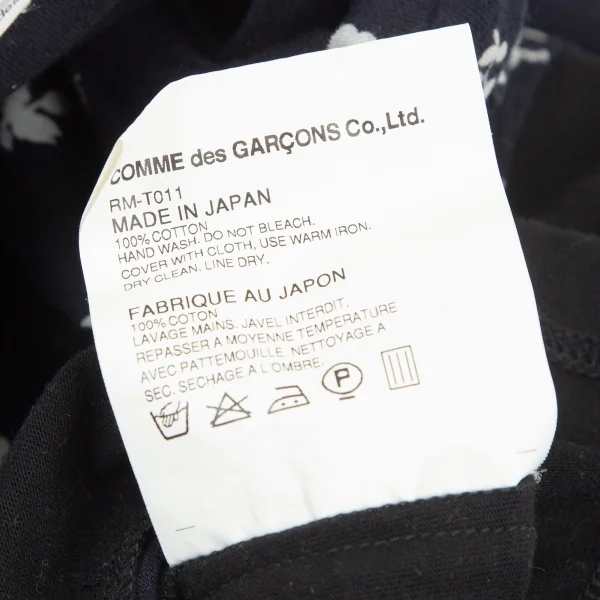 COMME des GARÇONS Co.,Ltd.
RM-T011
MADE IN JAPAN
100% COTTON
HAND WASH. DO NOT BLEACH.
COVER WITH CLOTH, USE WARM IRON.
DRY CLEAN. LINE DRY.
FABRIQUE AU JAPON
100% COTON
LAVAGE MAINS. JAVEL INTERDIT.
REPASSER A MOYENNE TEMPERATURE
AVEC PATTEMOUILLE. NETTOYAGE A
SEC. SECHAGE A L'OMBRE.
P